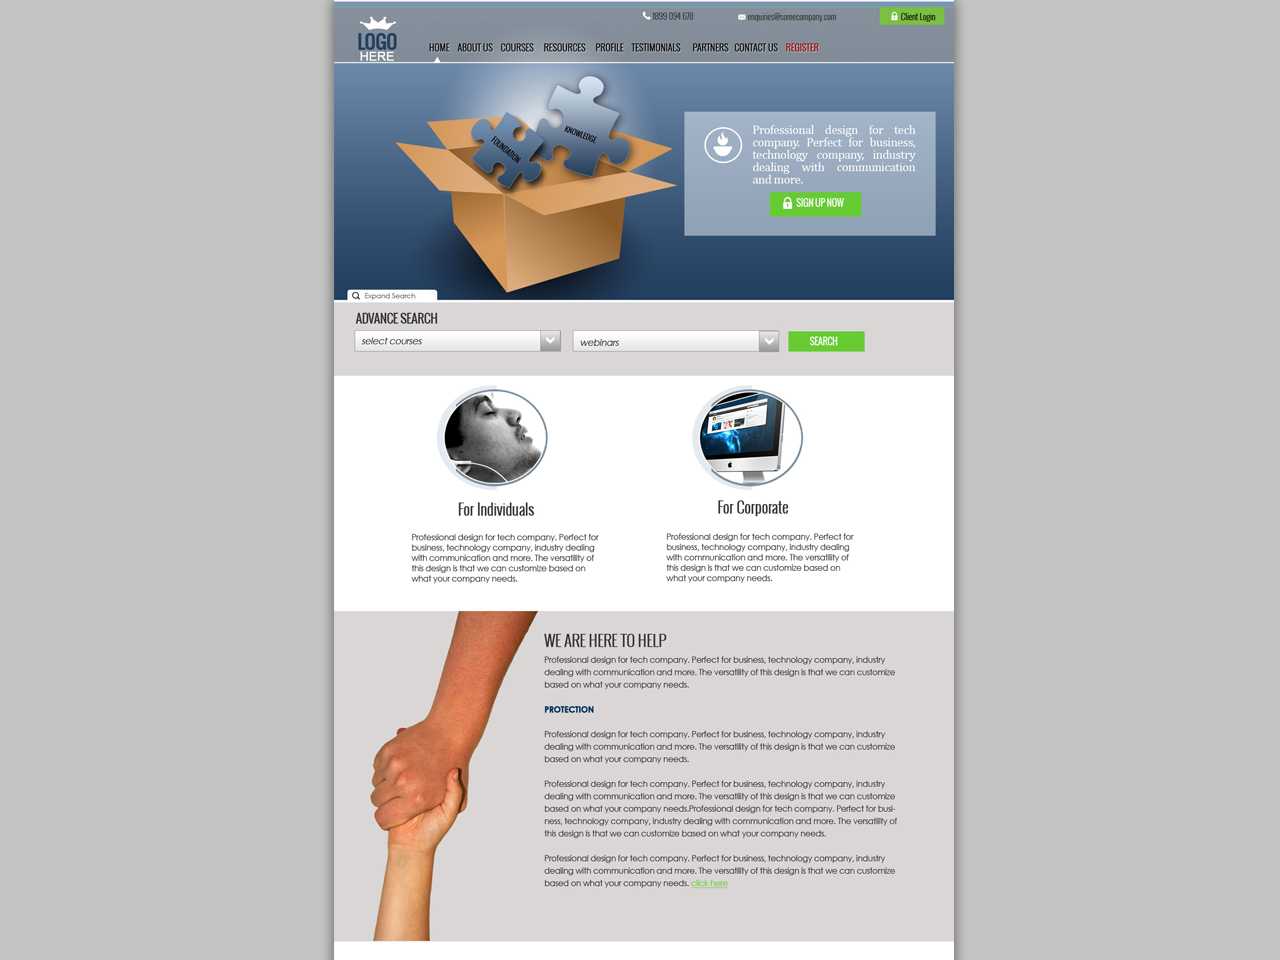 1899 094 678
enquiries@somecompany.com
Client Login
LOGO
HERE
HOME ABOUT US COURSES RESOURCES PROFILE TESTIMONIALS PARTNERS CONTACT US REGISTER
FOUNDATION
KNOWLEDGE
Professional design for tech
company. Perfect for business,
technology company, industry
dealing with communication
and more.
SIGN UP NOW
Expand Search
ADVANCE SEARCH
select courses
webinars
SEARCH
For Individuals
Professional design for tech company. Perfect for
business, technology company, industry dealing
with communication and more. The versatility of
this design is that we can customize based on
what your company needs.
For Corporate
Professional design for tech company. Perfect for
business, technology company, industry dealing
with communication and more. The versatility of
this design is that we can customize based on
what your company needs.
WE ARE HERE TO HELP
Professional design for tech company. Perfect for business, technology company, industry
dealing with communication and more. The versatility of this design is that we can customize
based on what your company needs.
PROTECTION
Professional design for tech company. Perfect for business, technology company, industry
dealing with communication and more. The versatility of this design is that we can customize
based on what your company needs.
Professional design for tech company. Perfect for business, technology company, industry
dealing with communication and more. The versatility of this design is that we can customize
based on what your company needs.Professional design for tech company. Perfect for busi-
ness, technology company, industry dealing with communication and more. The versatility of
this design is that we can customize based on what your company needs.
Professional design for tech company. Perfect for business, technology company, industry
dealing with communication and more. The versatility of this design is that we can customize
based on what your company needs. click here